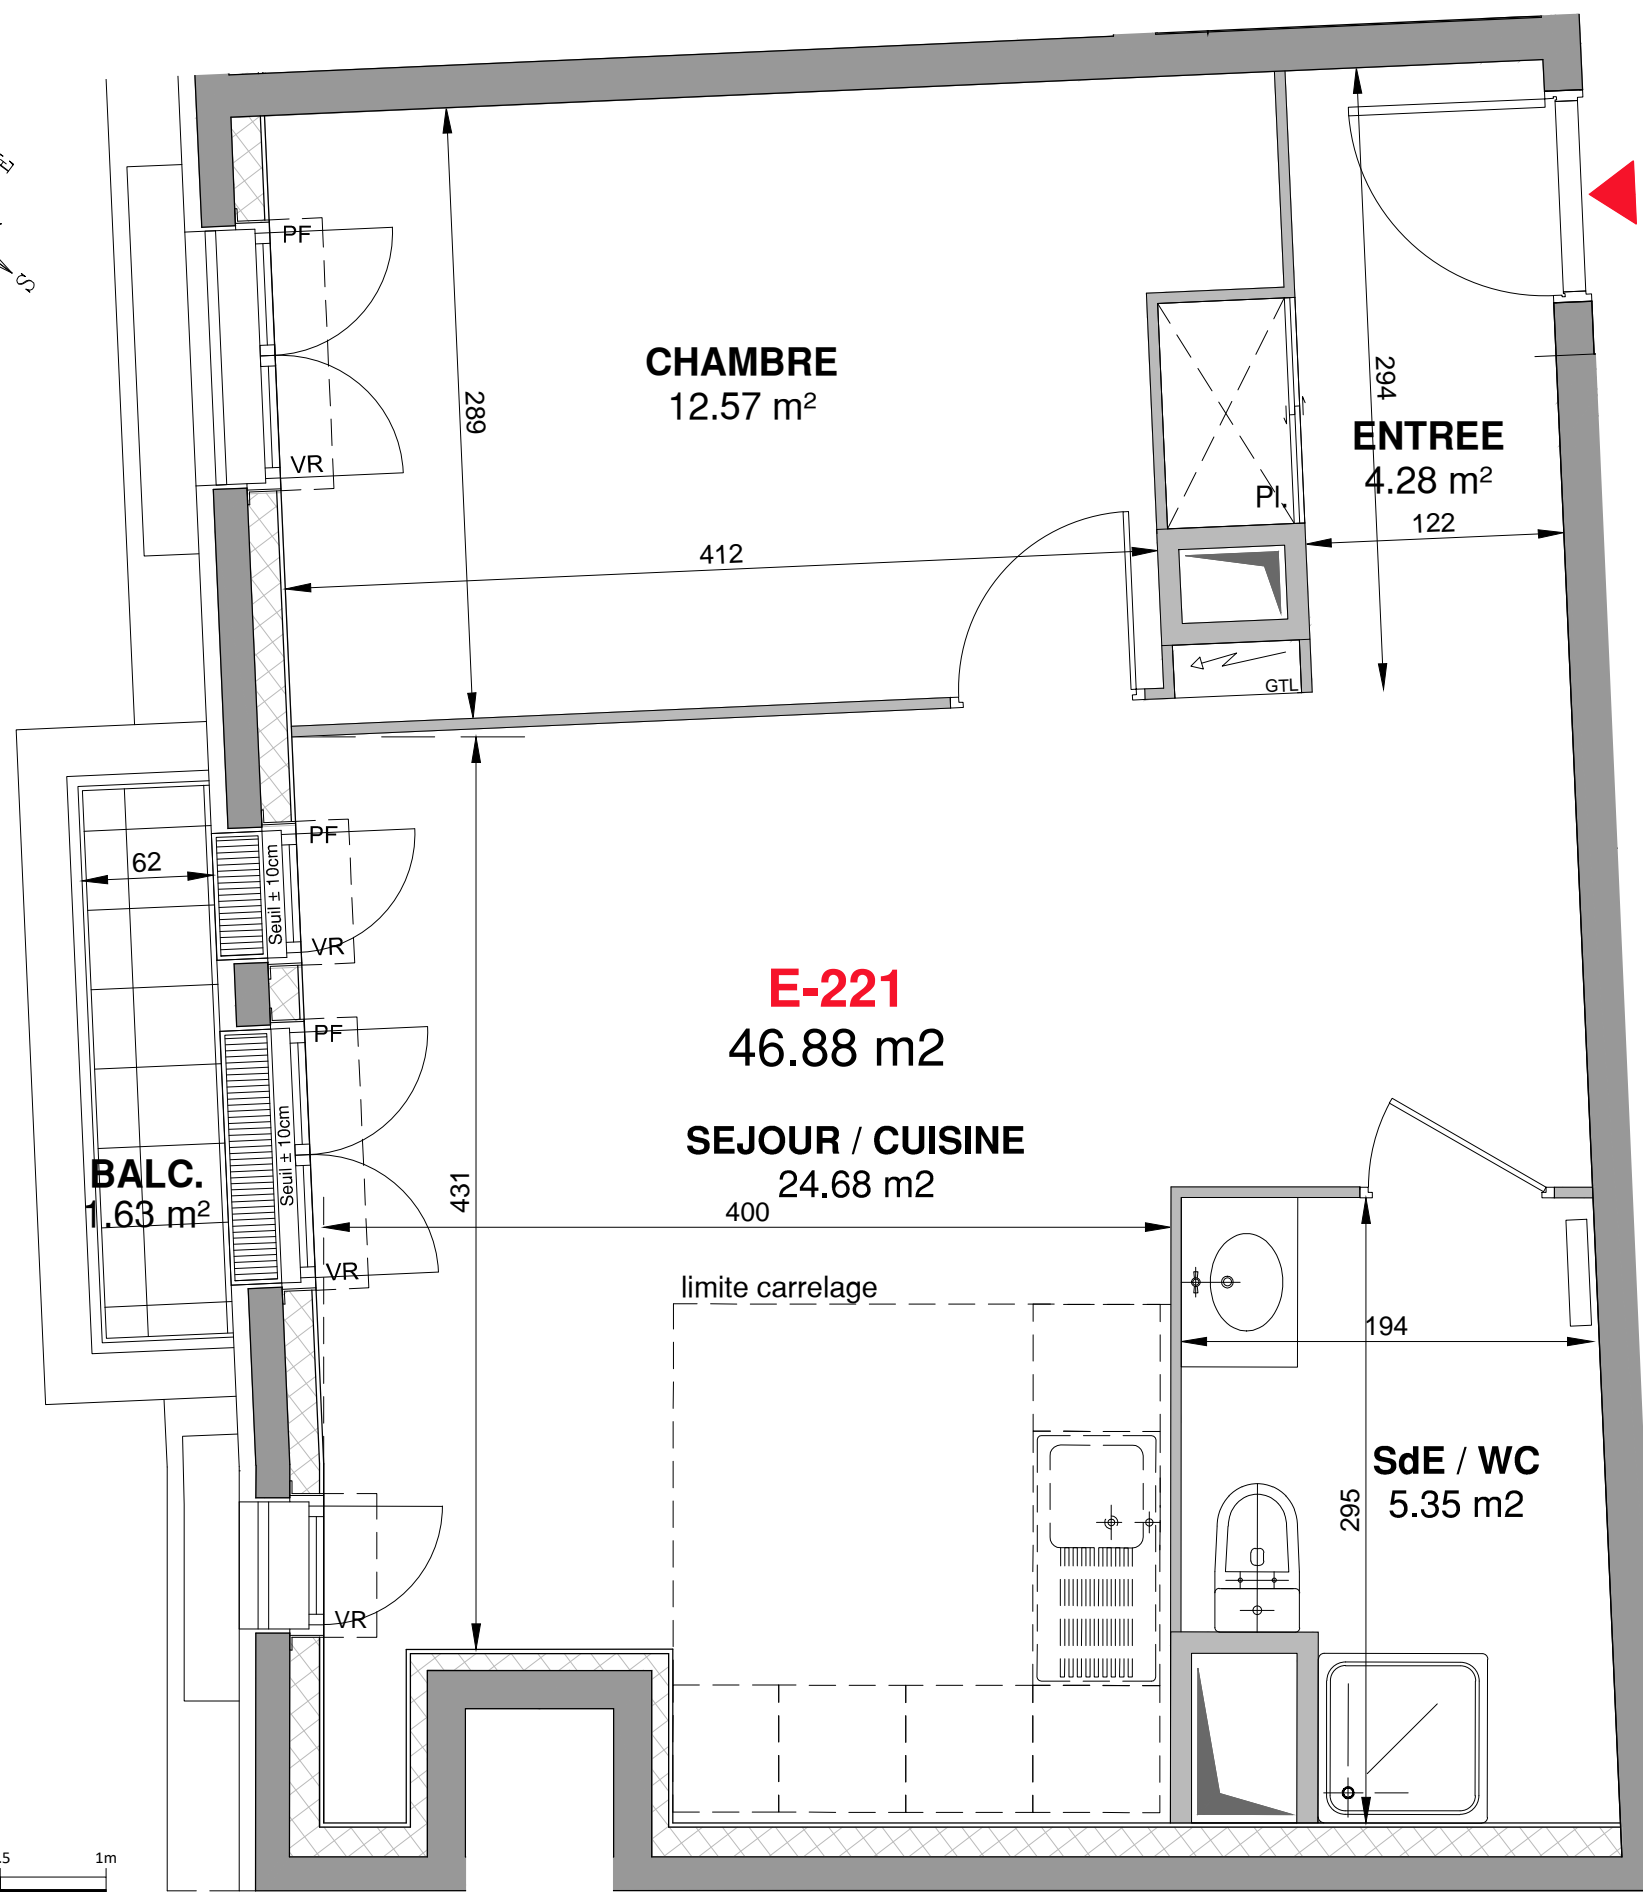 E
S
PF
VR
CHAMBRE
12.57 m²
289
412
294
ENTREE
4.28 m²
122
Pl.
GTL
62
PF
Seuil ± 10cm
VR
E-221
46.88 m2
PF
Seuil ± 10cm
VR
BALC.
1.63 m²
SEJOUR / CUISINE
24.68 m2
431
400
limite carrelage
194
SdE / WC
5.35 m2
295
VR
.5
1m